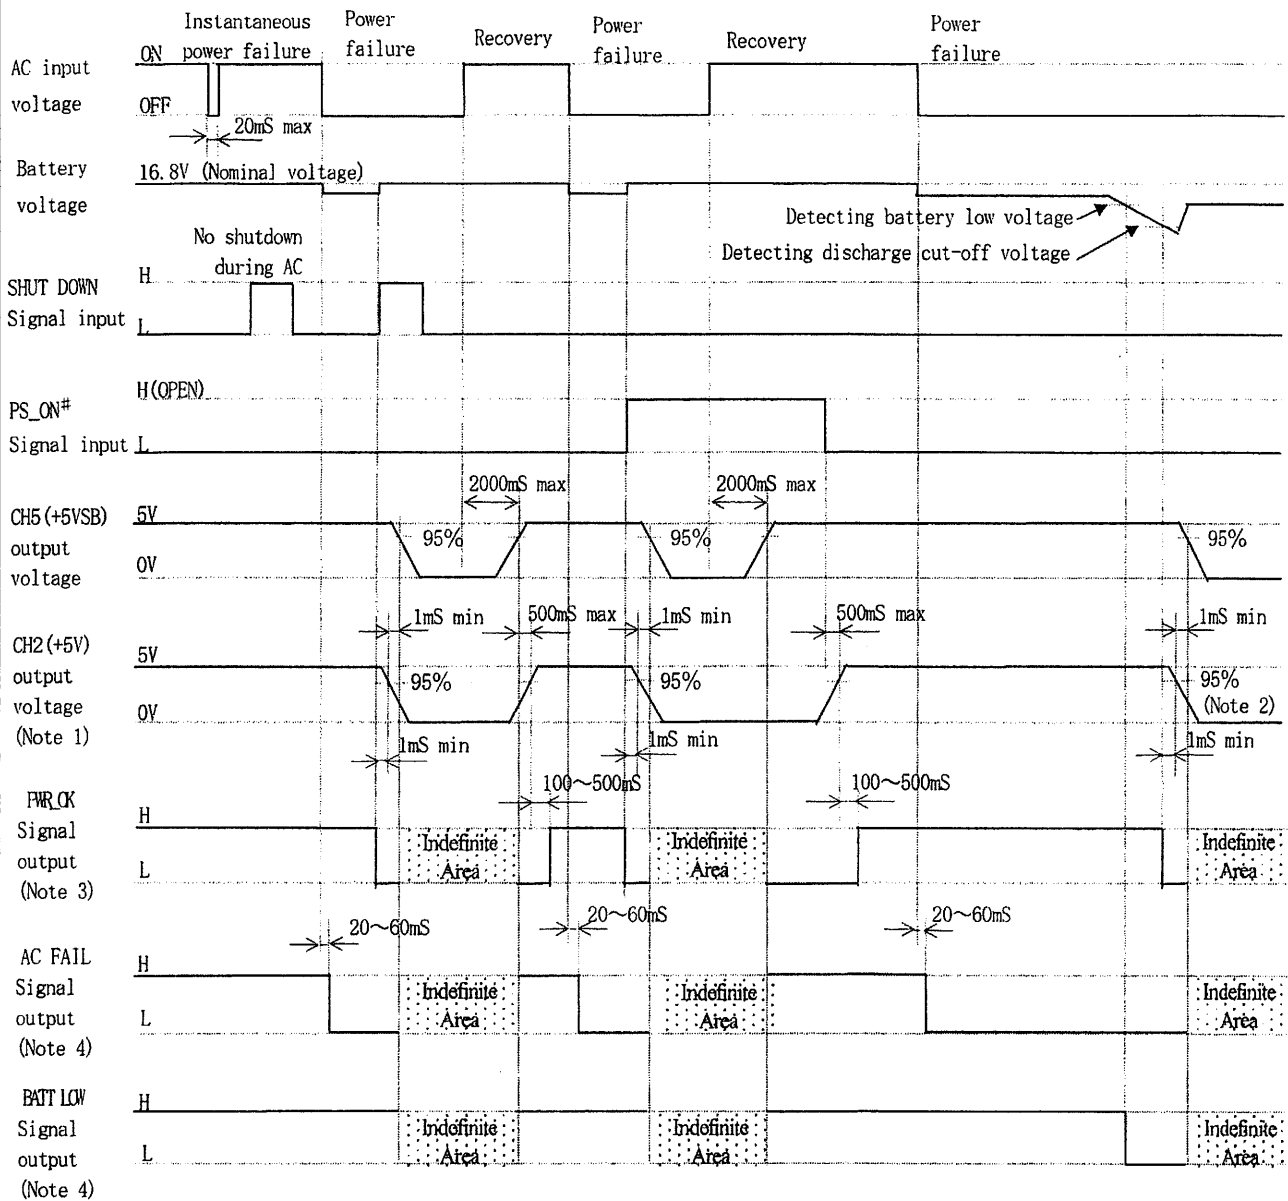 Instantaneous
power failure
Power
failure
Recovery
Power
failure
Recovery
Power
failure
AC input
voltage
ON
OFF
20mS max
Battery
voltage
16.8V (Nominal voltage)
Detecting battery low voltage
Detecting discharge cut-off voltage
No shutdown
during AC
SHUT DOWN
Signal input
H
L
PS_ON#
Signal input
H(OPEN)
L
2000mS max
2000mS max
CH5(+5VSB)
output
voltage
5V
0V
95%
95%
95%
1mS min
500mS max
1mS min
500mS max
1mS min
CH2(+5V)
output
voltage
(Note 1)
5V
0V
95%
95%
95%
(Note 2)
1mS min
1mS min
1mS min
100~500mS
100~500mS
PWR_OK
Signal
output
(Note 3)
H
L
Indefinite
Area
Indefinite
Area
Indefinite
Area
20~60mS
20~60mS
20~60mS
AC FAIL
Signal
output
(Note 4)
H
L
Indefinite
Area
Indefinite
Area
Indefinite
Area
BATT LOW
Signal
output
(Note 4)
H
L
Indefinite
Area
Indefinite
Area
Indefinite
Area